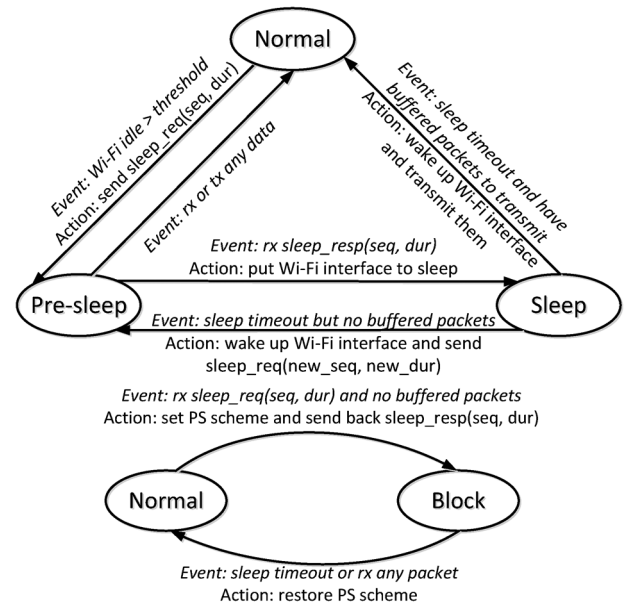 Normal
Event: Wi-Fi idle > threshold
Action: send sleep_req(seq, dur)
Event: rx or tx any data
Event: sleep timeout and have
buffered packets to transmit
Action: wake up Wi-Fi interface
and transmit them
Event: rx sleep_resp(seq, dur)
Action: put Wi-Fi interface to sleep
Pre-sleep
Sleep
Event: sleep timeout but no buffered packets
Action: wake up Wi-Fi interface and send
sleep_req(new_seq, new_dur)
Event: rx sleep_req(seq, dur) and no buffered packets
Action: set PS scheme and send back sleep_resp(seq, dur)
Normal
Block
Event: sleep timeout or rx any packet
Action: restore PS scheme